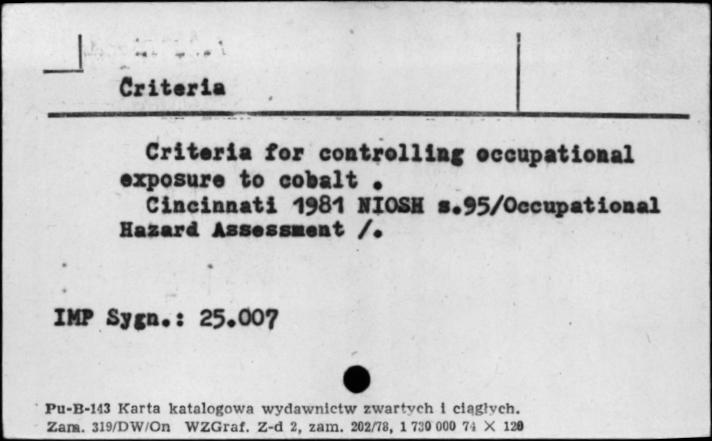 Criteria
Criteria for controlling occupational
exposure to cobalt .
Cincinnati 1981 NIOSH s.95/Occupational
Hazard Assessment /.
IMP Sygn.: 25.007
Pu-B-143 Karta katalogowa wydawnictw zwartych i ciągłych.
Zam. 319/DW/On WZGraf. Z-d 2, zam. 202/78, 1 730 000 74 × 120